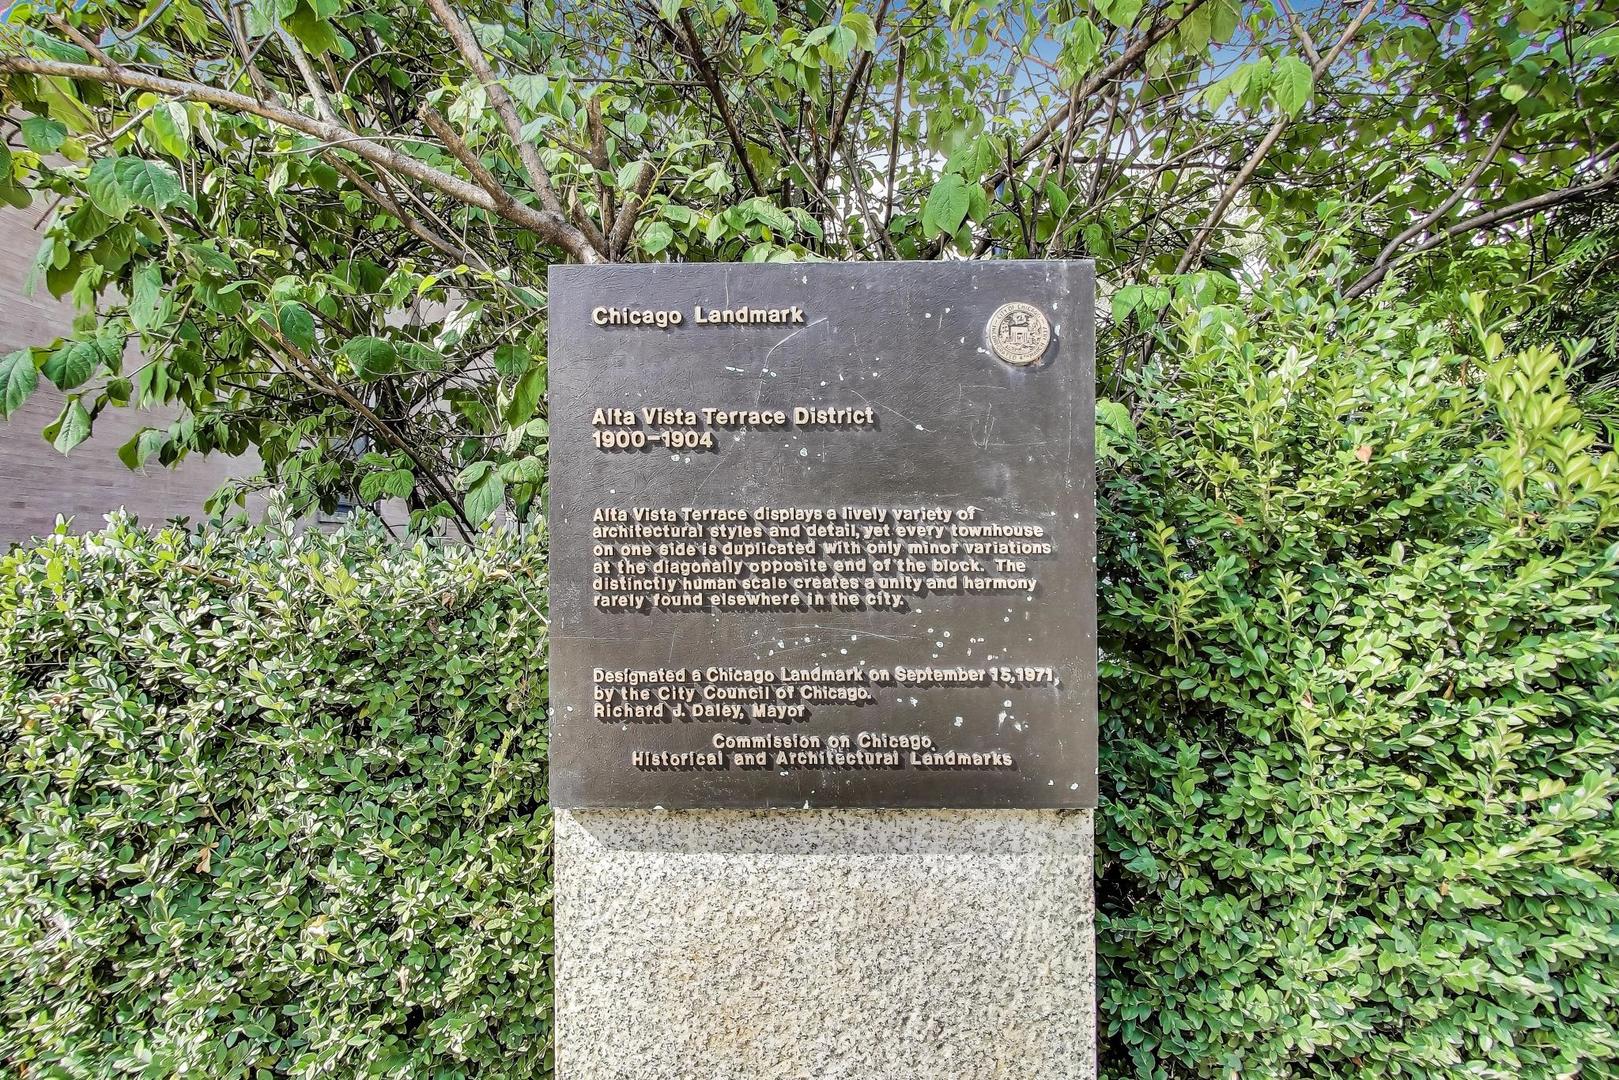 Chicago Landmark
Alta Vista Terrace District
1900–1904
Alta Vista Terrace displays a lively variety of
architectural styles and detail, yet every townhouse
on one side is duplicated with only minor variations
at the diagonally opposite end of the block. The
distinctly human scale creates a unity and harmony
rarely found elsewhere in the city.
Designated a Chicago Landmark on September 15, 1971,
by the City Council of Chicago.
Richard J. Daley, Mayor
Commission on Chicago
Historical and Architectural Landmarks